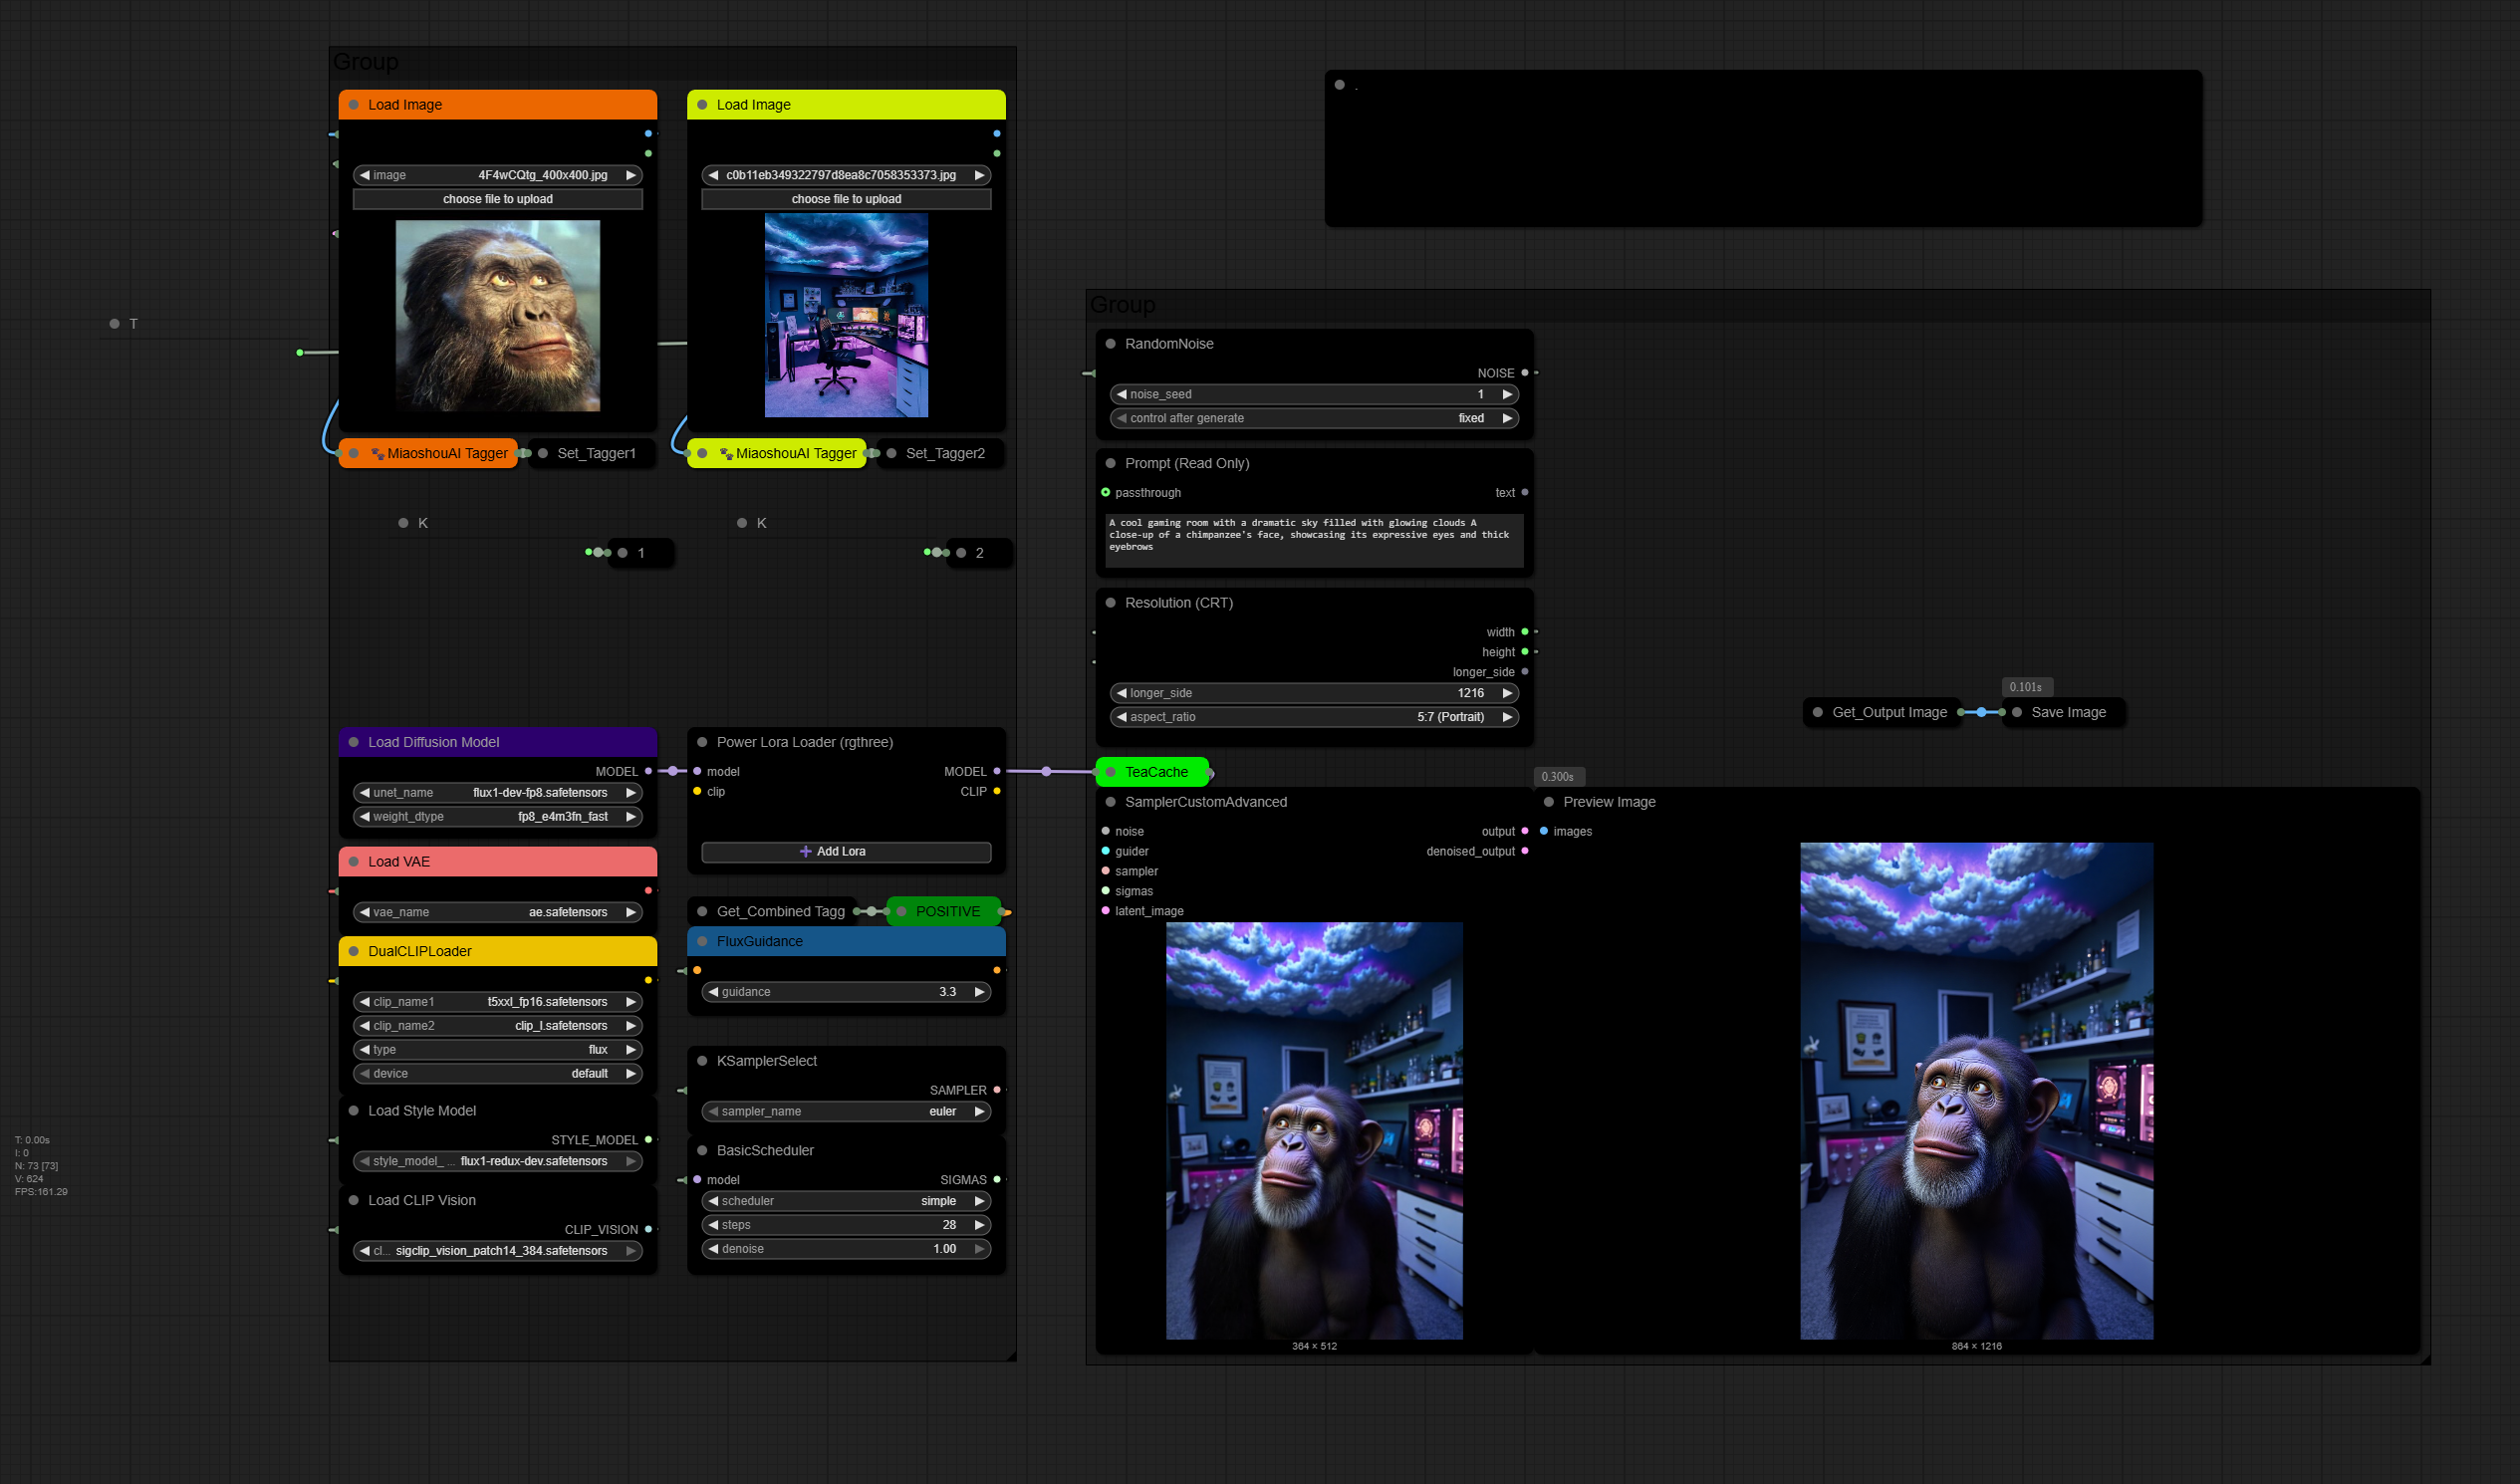 Group
Load Image
image
4F4wCQtg_400x400.jpg
choose file to upload
MiaoshouAI Tagger
Set_Tagger1
Load Image
c0b11eb349322797d8ea8c7058353373.jpg
choose file to upload
MiaoshouAI Tagger
Set_Tagger2
T
K
1
K
2
Load Diffusion Model
MODEL
unet_name flux1-dev-fp8.safetensors
weight_dtype fp8_e4m3fn_fast
Load VAE
vae_name ae.safetensors
DualCLIPLoader
clip_name1 t5xxl_fp16.safetensors
clip_name2 clip_l.safetensors
type flux
device default
Load Style Model
STYLE_MODEL
style_model_ ... flux1-redux-dev.safetensors
Load CLIP Vision
CLIP_VISION
cl... sigclip_vision_patch14_384.safetensors
Power Lora Loader (rgthree)
model MODEL
clip CLIP
Add Lora
Get_Combined Tagg
POSITIVE
FluxGuidance
guidance 3.3
KSamplerSelect
SAMPLER
sampler_name euler
BasicScheduler
model SIGMAS
scheduler simple
steps 28
denoise 1.00
.
Group
RandomNoise
NOISE
noise_seed 1
control after generate fixed
Prompt (Read Only)
passthrough text
A cool gaming room with a dramatic sky filled with glowing clouds A
close-up of a chimpanzee's face, showcasing its expressive eyes and thick
eyebrows
Resolution (CRT)
width
height
longer_side
longer_side 1216
aspect_ratio 5:7 (Portrait)
TeaCache
SamplerCustomAdvanced
noise output
guider denoised_output
sampler
sigmas
latent_image
364 × 512
0.101s
Get_Output Image
Save Image
0.300s
Preview Image
images
864 × 1216
T: 0.00s
I: 0
N: 73 [73]
V: 624
FPS:161.29